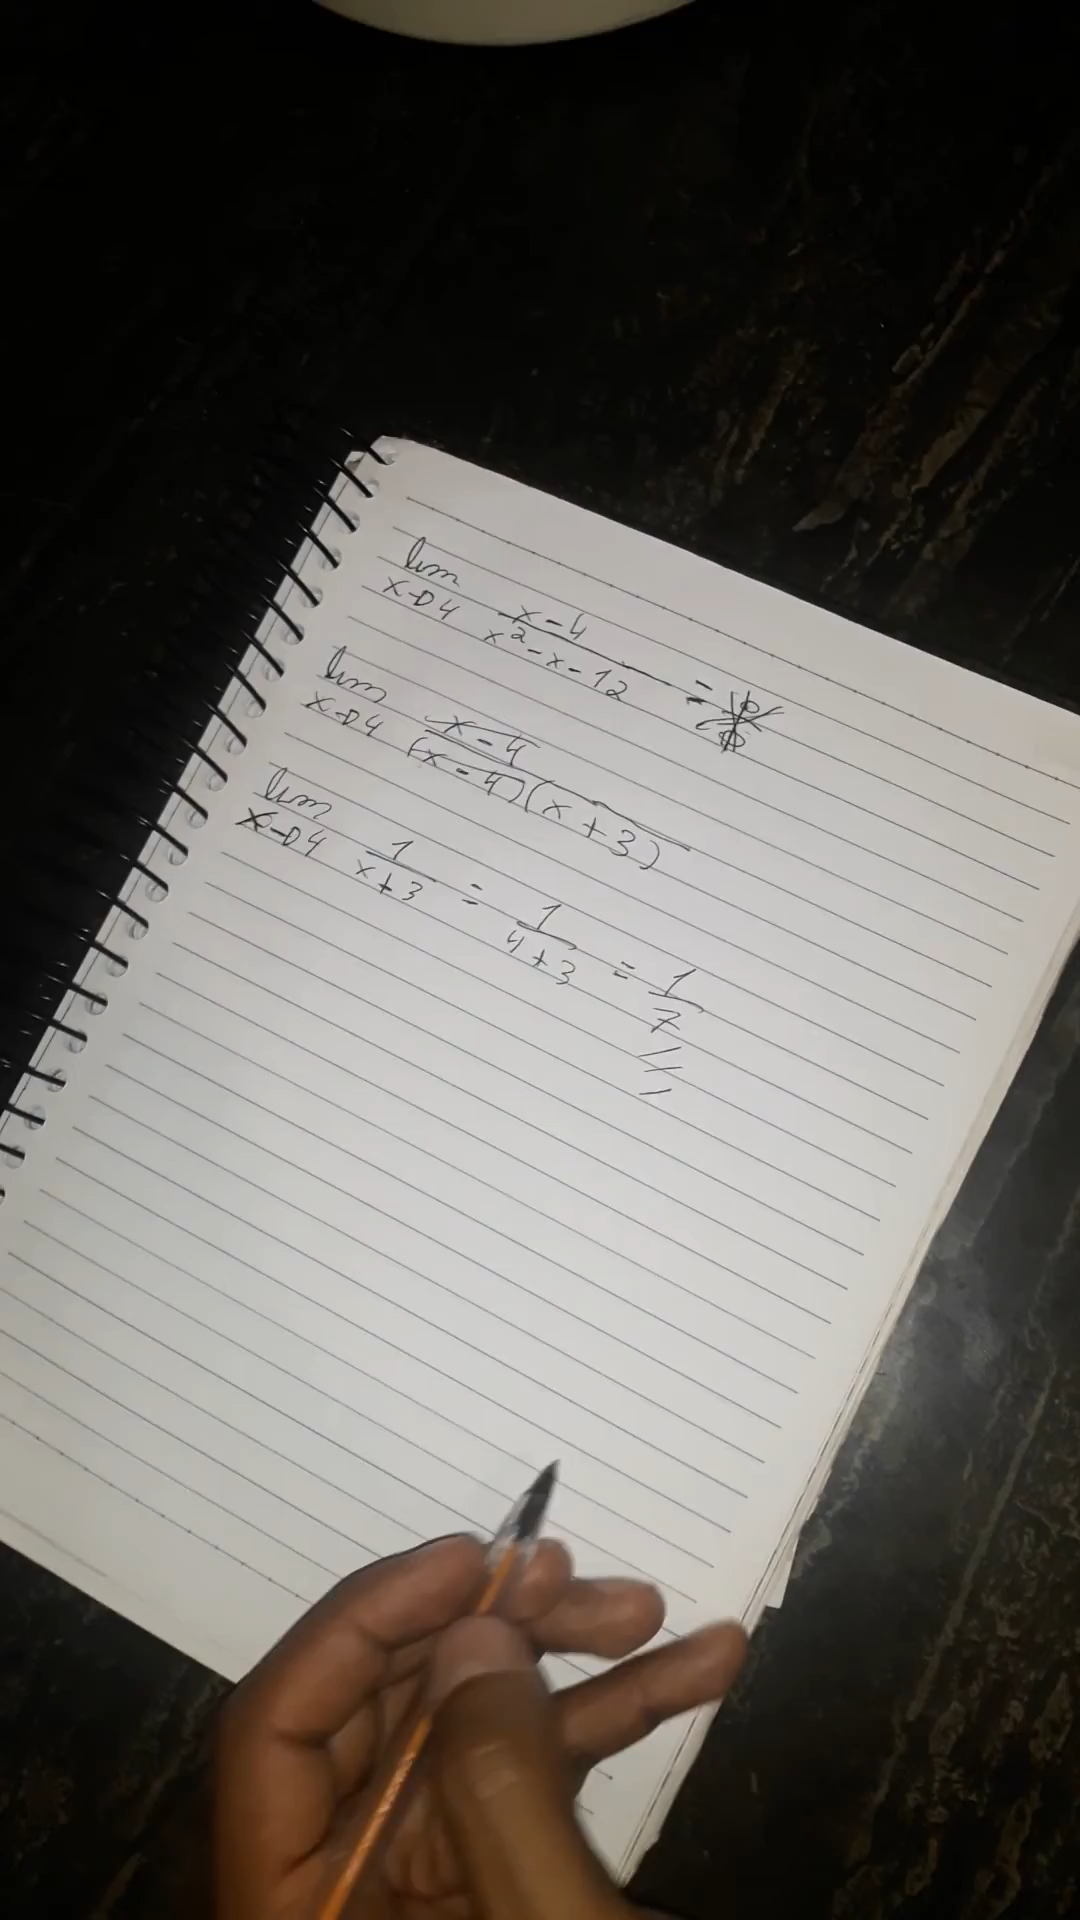 lim x→4 x-4/x²-x-12 = 0/0
lim x→4 x-4/(x-4)(x+3)
lim x→4 1/x+3 = 1/4+3 = 1/7 //